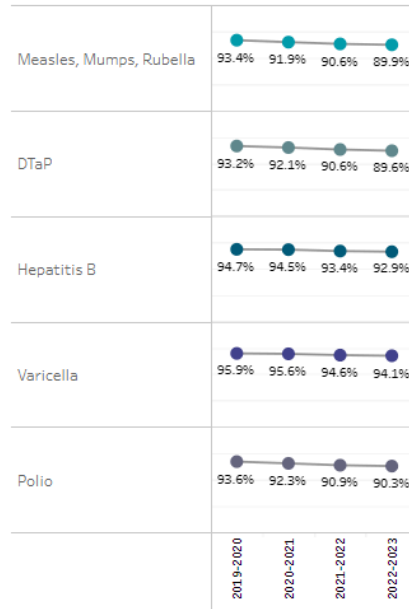 Measles, Mumps, Rubella
93.4% 91.9% 90.6% 89.9%
DTaP
93.2% 92.1% 90.6% 89.6%
Hepatitis B
94.7% 94.5% 93.4% 92.9%
Varicella
95.9% 95.6% 94.6% 94.1%
Polio
93.6% 92.3% 90.9% 90.3%
2019-2020
2020-2021
2021-2022
2022-2023